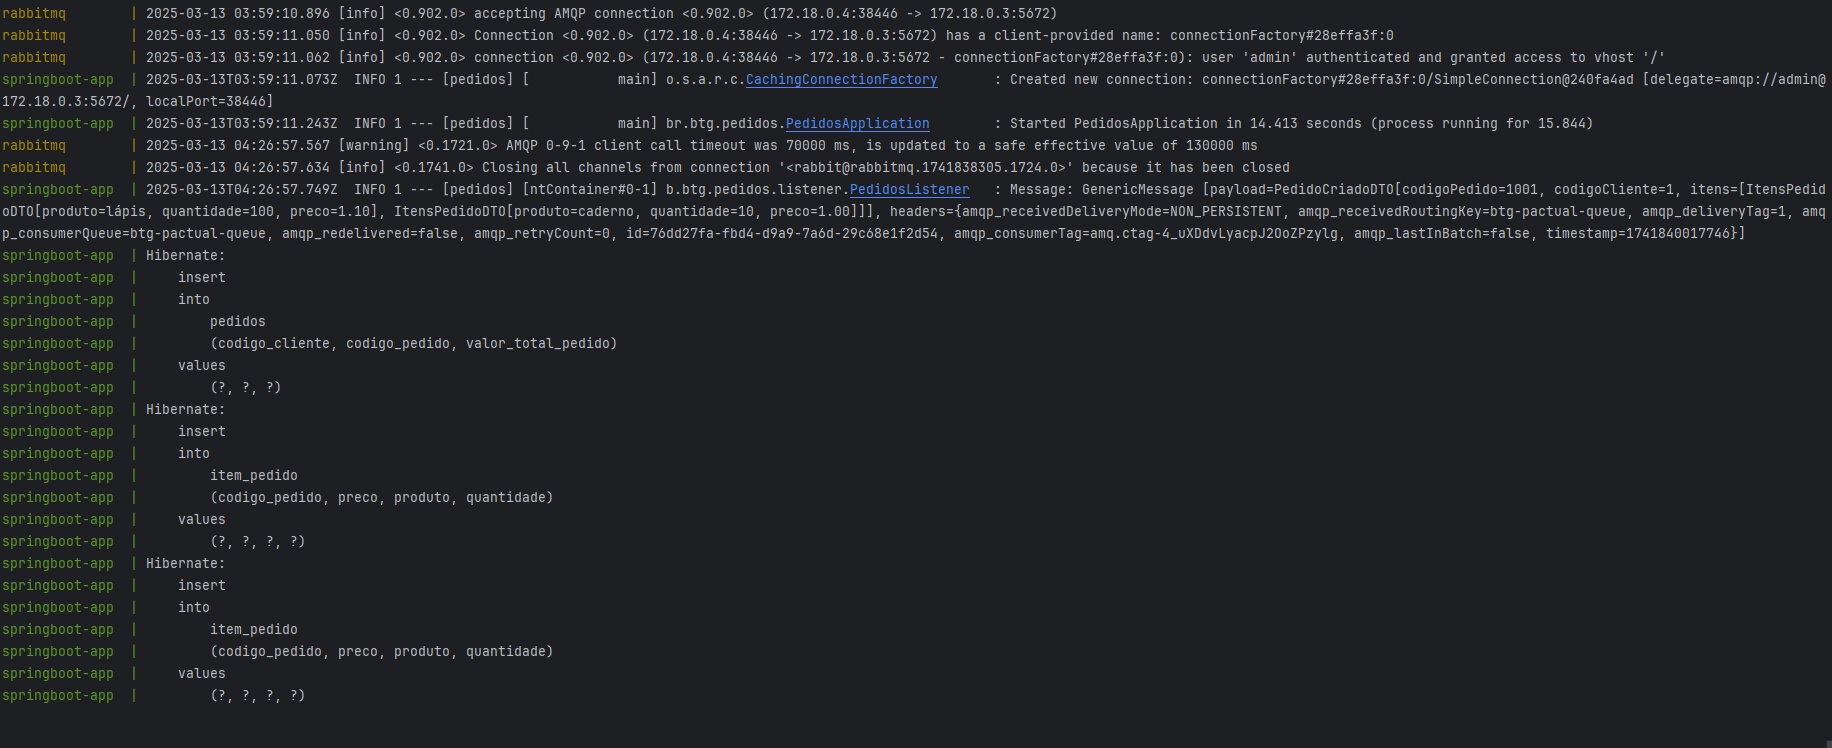 rabbitmq        | 2025-03-13 03:59:10.896 [info] <0.902.0> accepting AMQP connection <0.902.0> (172.18.0.4:38446 -> 172.18.0.3:5672)
rabbitmq        | 2025-03-13 03:59:11.050 [info] <0.902.0> Connection <0.902.0> (172.18.0.4:38446 -> 172.18.0.3:5672) has a client-provided name: connectionFactory#28effa3f:0
rabbitmq        | 2025-03-13 03:59:11.062 [info] <0.902.0> connection <0.902.0> (172.18.0.4:38446 -> 172.18.0.3:5672 - connectionFactory#28effa3f:0): user 'admin' authenticated and granted access to vhost '/'
springboot-app  | 2025-03-13T03:59:11.073Z  INFO 1 --- [pedidos] [           main] o.s.a.r.c.CachingConnectionFactory       : Created new connection: connectionFactory#28effa3f:0/SimpleConnection@240fa4ad [delegate=amqp://admin@
172.18.0.3:5672/, localPort=38446]
springboot-app  | 2025-03-13T03:59:11.243Z  INFO 1 --- [pedidos] [           main] br.btg.pedidos.PedidosApplication        : Started PedidosApplication in 14.413 seconds (process running for 15.844)
rabbitmq        | 2025-03-13 04:26:57.567 [warning] <0.1721.0> AMQP 0-9-1 client call timeout was 70000 ms, is updated to a safe effective value of 130000 ms
rabbitmq        | 2025-03-13 04:26:57.634 [info] <0.1741.0> Closing all channels from connection '<rabbit@rabbitmq.1741838305.1724.0>' because it has been closed
springboot-app  | 2025-03-13T04:26:57.749Z  INFO 1 --- [pedidos] [ntContainer#0-1] b.btg.pedidos.listener.PedidosListener   : Message: GenericMessage [payload=PedidoCriadoDTO[codigoPedido=1001, codigoCliente=1, itens=[ItensPedid
oDTO[produto=lápis, quantidade=100, preco=1.10], ItensPedidoDTO[produto=caderno, quantidade=10, preco=1.00]]], headers={amqp_receivedDeliveryMode=NON_PERSISTENT, amqp_receivedRoutingKey=btg-pactual-queue, amqp_deliveryTag=1, amq
p_consumerQueue=btg-pactual-queue, amqp_redelivered=false, amqp_retryCount=0, id=76dd27fa-fbd4-d9a9-7a6d-29c68e1f2d54, amqp_consumerTag=amq.ctag-4_uXDdvLyacpJ2OoZPzylg, amqp_lastInBatch=false, timestamp=1741840017746}]
springboot-app  | Hibernate:
springboot-app  |     insert
springboot-app  |     into
springboot-app  |         pedidos
springboot-app  |         (codigo_cliente, codigo_pedido, valor_total_pedido)
springboot-app  |     values
springboot-app  |         (?, ?, ?)
springboot-app  | Hibernate:
springboot-app  |     insert
springboot-app  |     into
springboot-app  |         item_pedido
springboot-app  |         (codigo_pedido, preco, produto, quantidade)
springboot-app  |     values
springboot-app  |         (?, ?, ?, ?)
springboot-app  | Hibernate:
springboot-app  |     insert
springboot-app  |     into
springboot-app  |         item_pedido
springboot-app  |         (codigo_pedido, preco, produto, quantidade)
springboot-app  |     values
springboot-app  |         (?, ?, ?, ?)